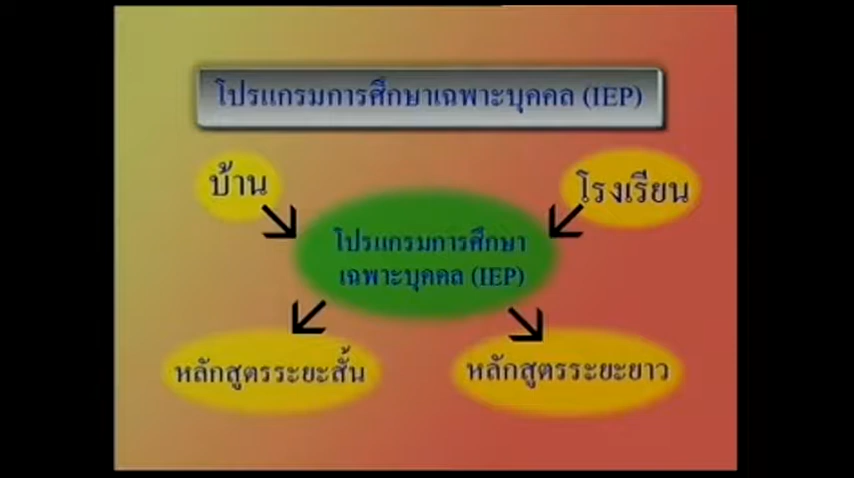 โปรแกรมการศึกษาเฉพาะบุคคล (IEP)
บ้าน
โรงเรียน
โปรแกรมการศึกษา
เฉพาะบุคคล (IEP)
หลักสูตรระยะสั้น
หลักสูตรระยะยาว